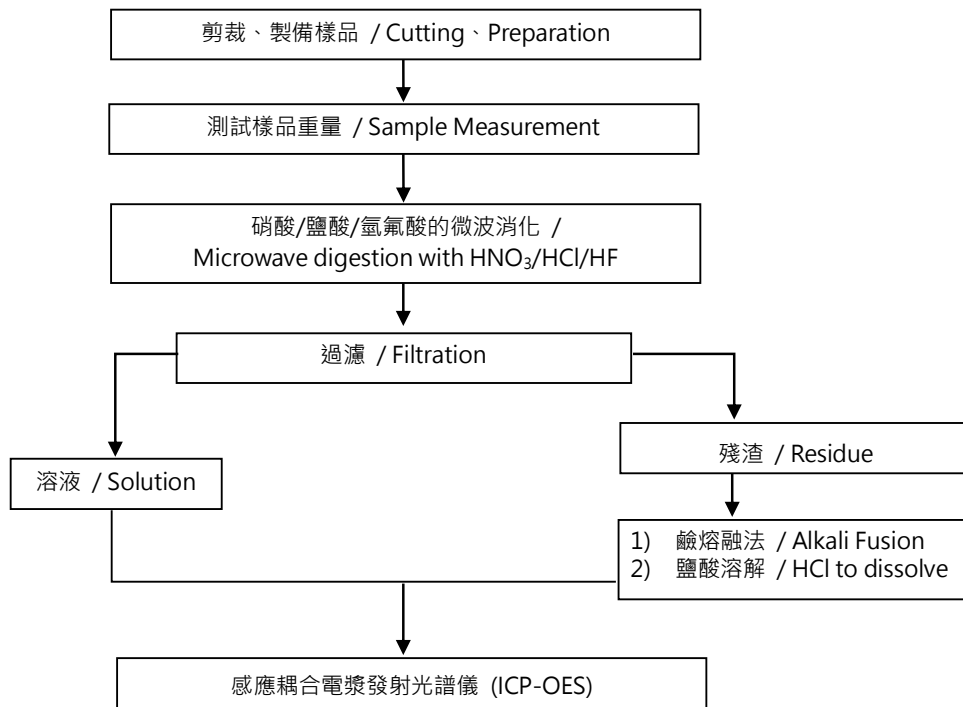 剪裁、製備樣品 / Cutting、Preparation
測試樣品重量 / Sample Measurement
硝酸/鹽酸/氫氟酸的微波消化 /
Microwave digestion with HNO₃/HCl/HF
過濾 / Filtration
溶液 / Solution
殘渣 / Residue
1) 鹼熔融法 / Alkali Fusion
2) 鹽酸溶解 / HCl to dissolve
感應耦合電漿發射光譜儀 (ICP-OES)